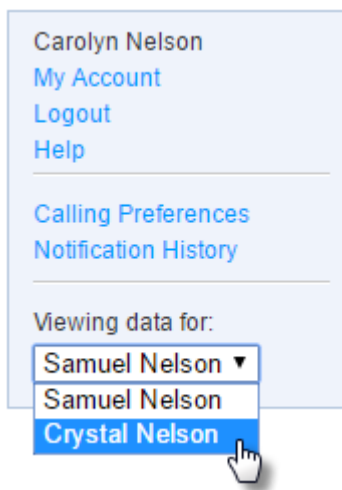 Carolyn Nelson
My Account
Logout
Help
Calling Preferences
Notification History
Viewing data for:
Samuel Nelson ▼
Samuel Nelson
Crystal Nelson